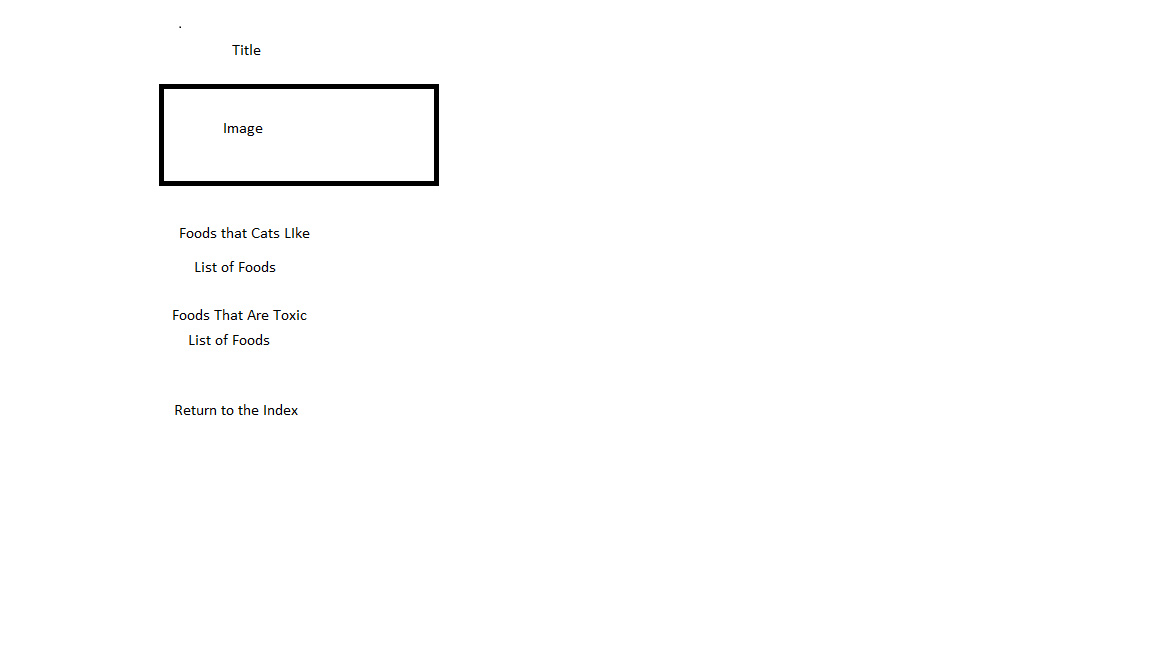 .
Title
Image
Foods that Cats LIke
List of Foods
Foods That Are Toxic
List of Foods
Return to the Index